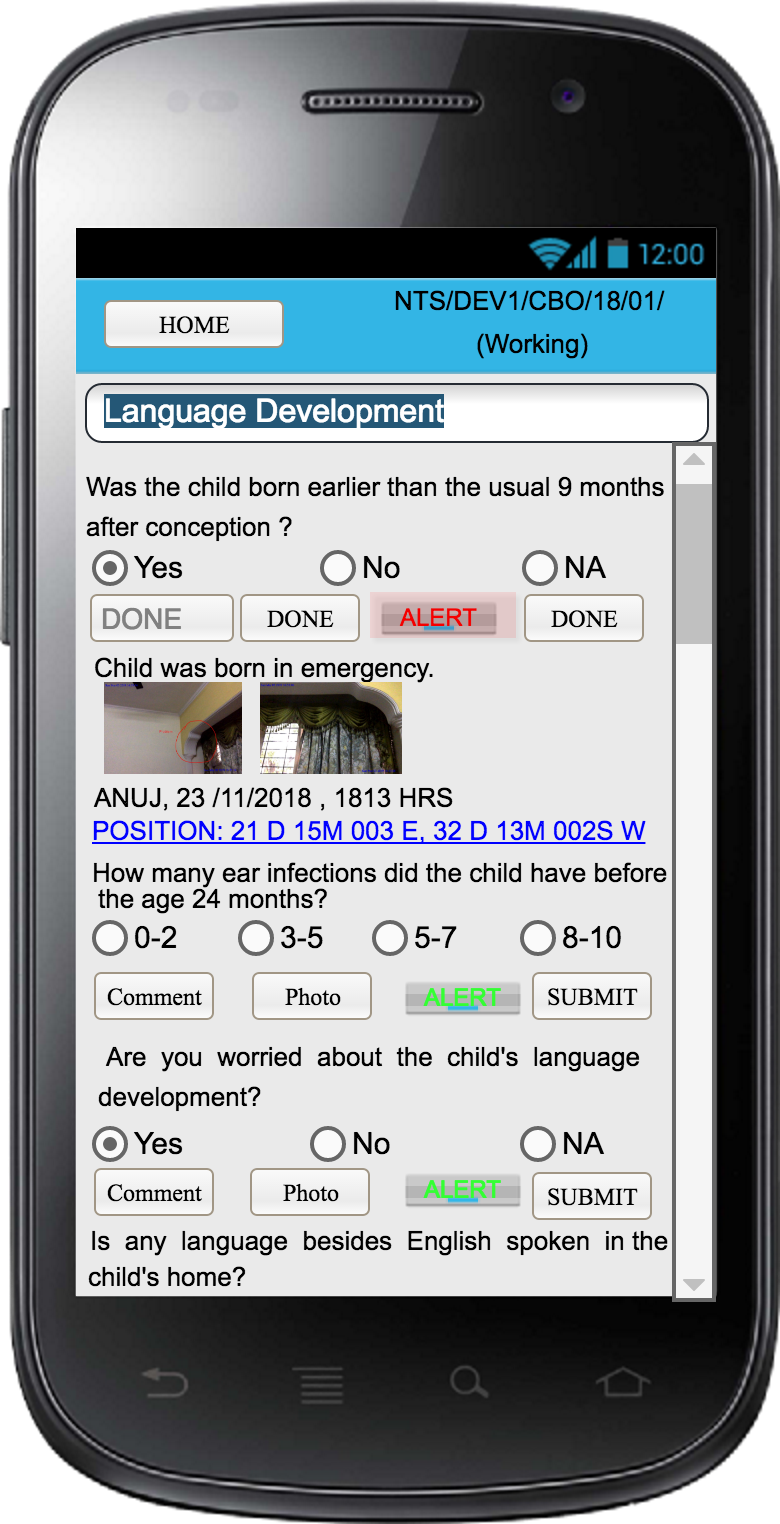 12:00
HOME
NTS/DEV1/CBO/18/01/
(Working)
Language Development
Was the child born earlier than the usual 9 months
after conception ?
Yes No NA
DONE DONE ALERT DONE
Child was born in emergency.
ANUJ, 23 /11/2018 , 1813 HRS
POSITION: 21 D 15M 003 E, 32 D 13M 002S W
How many ear infections did the child have before
the age 24 months?
0-2 3-5 5-7 8-10
Comment Photo ALERT SUBMIT
Are you worried about the child's language
development?
Yes No NA
Comment Photo ALERT SUBMIT
Is any language besides English spoken in the
child's home?